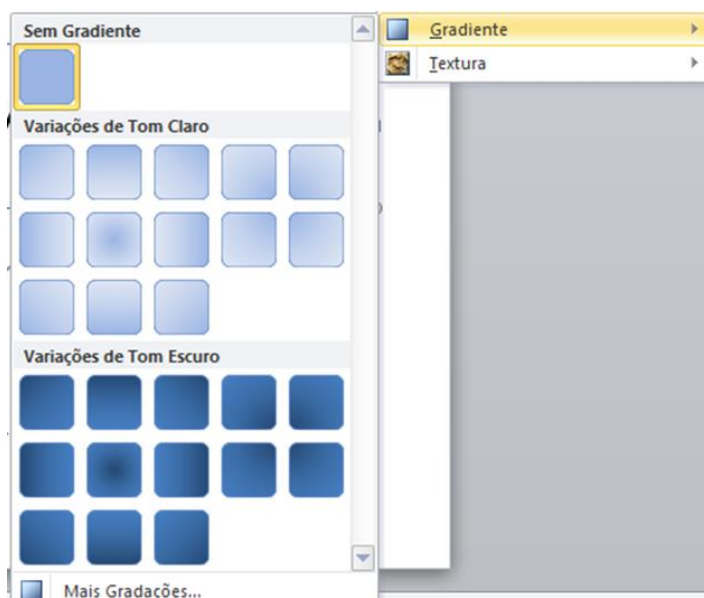 Sem Gradiente
Gradiente
Textura
Variações de Tom Claro
Variações de Tom Escuro
Mais Gradações...